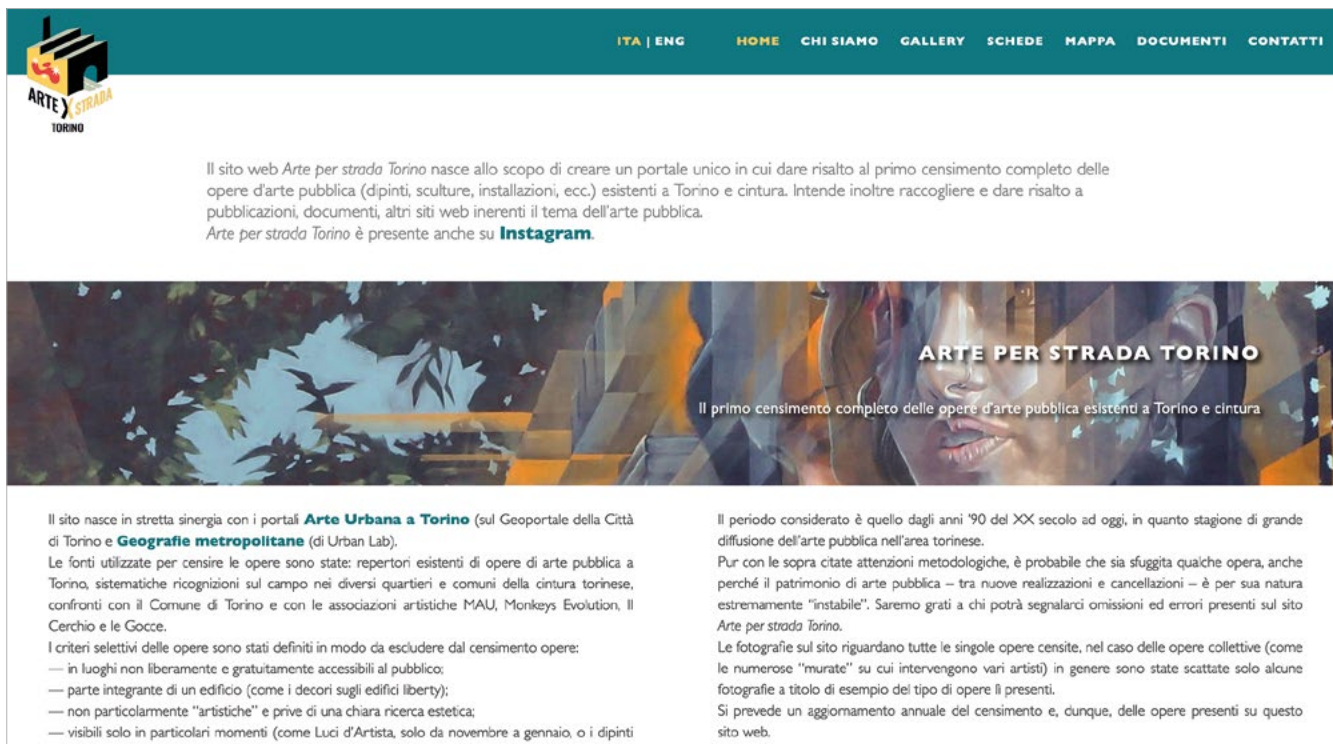 ARTE X STRADA
TORINO
ITA | ENG HOME CHI SIAMO GALLERY SCHEDE MAPPA DOCUMENTI CONTATTI
Il sito web Arte per strada Torino nasce allo scopo di creare un portale unico in cui dare risalto al primo censimento completo delle
opere d'arte pubblica (dipinti, sculture, installazioni, ecc.) esistenti a Torino e cintura. Intende inoltre raccogliere e dare risalto a
pubblicazioni, documenti, altri siti web inerenti il tema dell'arte pubblica.
Arte per strada Torino è presente anche su Instagram.
ARTE PER STRADA TORINO
Il primo censimento completo delle opere d'arte pubblica esistenti a Torino e cintura
Il sito nasce in stretta sinergia con i portali Arte Urbana a Torino (sul Geoportale della Città
di Torino e Geografie metropolitane (di Urban Lab).
Le fonti utilizzate per censire le opere sono state: repertori esistenti di opere di arte pubblica a
Torino, sistematiche ricognizioni sul campo nei diversi quartieri e comuni della cintura torinese,
confronti con il Comune di Torino e con le associazioni artistiche MAU, Monkeys Evolution, Il
Cerchio e le Gocce.
I criteri selettivi delle opere sono stati definiti in modo da escludere dal censimento opere:
— in luoghi non liberamente e gratuitamente accessibili al pubblico;
— parte integrante di un edificio (come i decori sugli edifici liberty);
— non particolarmente "artistiche" e prive di una chiara ricerca estetica;
— visibili solo in particolari momenti (come Luci d'Artista, solo da novembre a gennaio, o i dipinti
Il periodo considerato è quello dagli anni '90 del XX secolo ad oggi, in quanto stagione di grande
diffusione dell'arte pubblica nell'area torinese.
Pur con le sopra citate attenzioni metodologiche, è probabile che sia sfuggita qualche opera, anche
perché il patrimonio di arte pubblica – tra nuove realizzazioni e cancellazioni – è per sua natura
estremamente "instabile". Saremo grati a chi potrà segnalarci omissioni ed errori presenti sul sito
Arte per strada Torino.
Le fotografie sul sito riguardano tutte le singole opere censite, nel caso delle opere collettive (come
le numerose "murate" su cui intervengono vari artisti) in genere sono state scattate solo alcune
fotografie a titolo di esempio del tipo di opere lì presenti.
Si prevede un aggiornamento annuale del censimento e, dunque, delle opere presenti su questo
sito web.